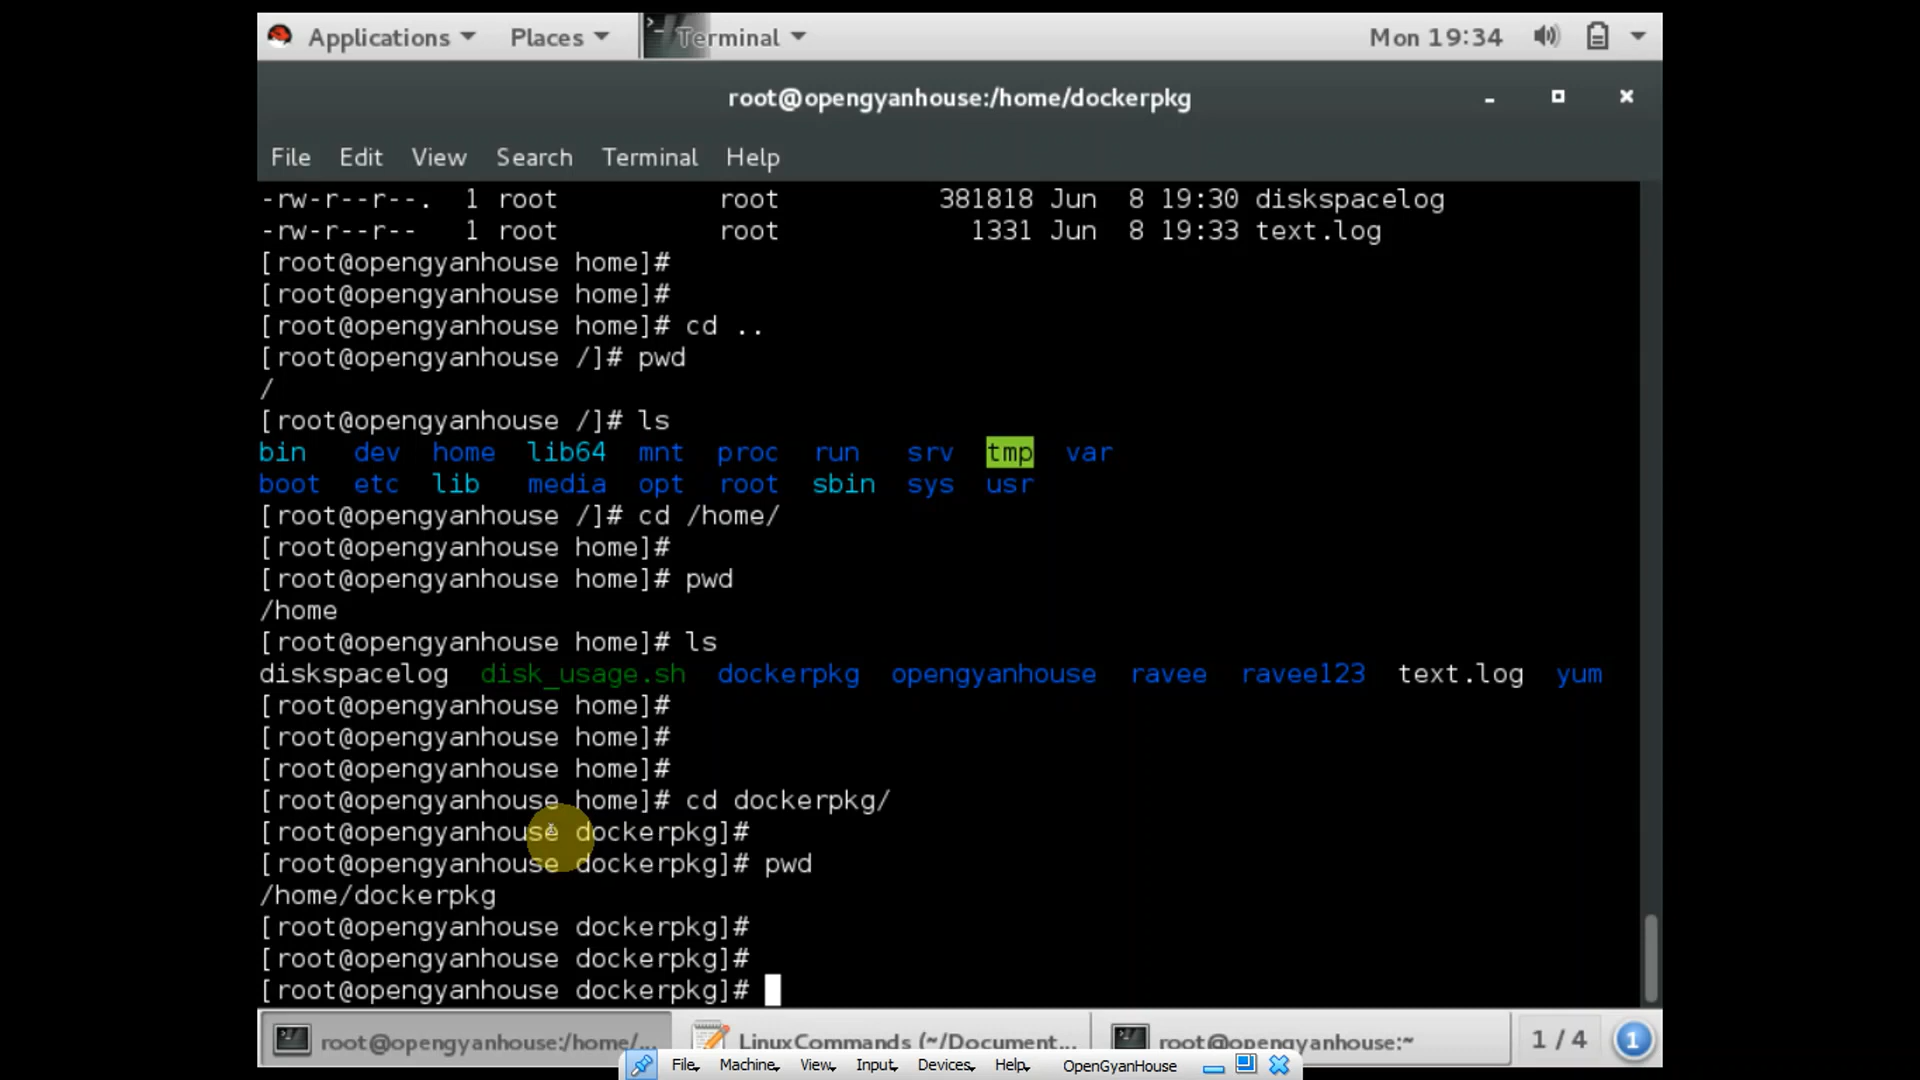 Applications Places Terminal Mon 19:34
root@opengyanhouse:/home/dockerpkg
File Edit View Search Terminal Help
-rw-r--r--. 1 root root 381818 Jun 8 19:30 diskspacelog
-rw-r--r-- 1 root root 1331 Jun 8 19:33 text.log
[root@opengyanhouse home]#
[root@opengyanhouse home]#
[root@opengyanhouse home]# cd ..
[root@opengyanhouse /]# pwd
/
[root@opengyanhouse /]# ls
bin dev home lib64 mnt proc run srv tmp var
boot etc lib media opt root sbin sys usr
[root@opengyanhouse /]# cd /home/
[root@opengyanhouse home]#
[root@opengyanhouse home]# pwd
/home
[root@opengyanhouse home]# ls
diskspacelog disk_usage.sh dockerpkg opengyanhouse ravee ravee123 text.log yum
[root@opengyanhouse home]#
[root@opengyanhouse home]#
[root@opengyanhouse home]#
[root@opengyanhouse home]# cd dockerpkg/
[root@opengyanhouse dockerpkg]#
[root@opengyanhouse dockerpkg]# pwd
/home/dockerpkg
[root@opengyanhouse dockerpkg]#
[root@opengyanhouse dockerpkg]#
[root@opengyanhouse dockerpkg]#
root@opengyanhouse:/home/... LinuxCommands (~/Document... root@opengyanhouse:~ 1 / 4 1
File Machine View Input Devices Help OpenGyanHouse